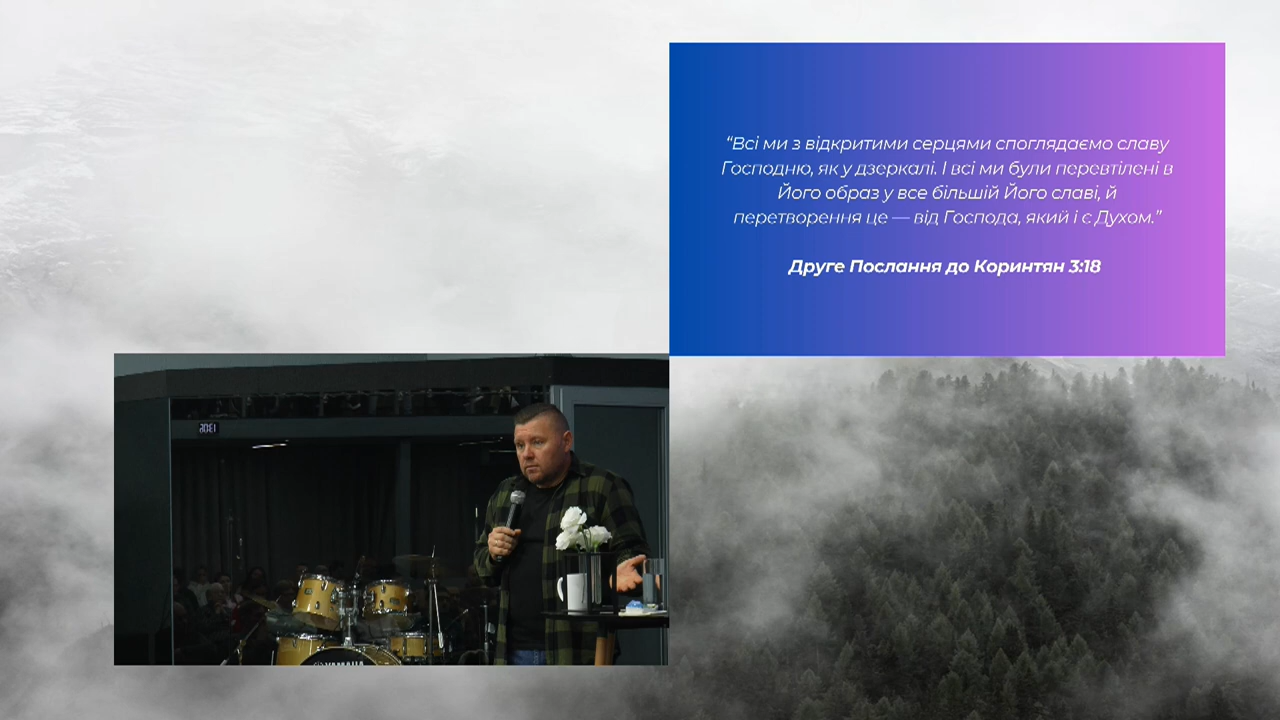 “Всі ми з відкритими серцями споглядаємо славу
Господню, як у дзеркалі. І всі ми були перевтілені в
Його образ у все більшій Його славі, й
перетворення це — від Господа, який і є Духом.”
Друге Послання до Коринтян 3:18
YAMAHA